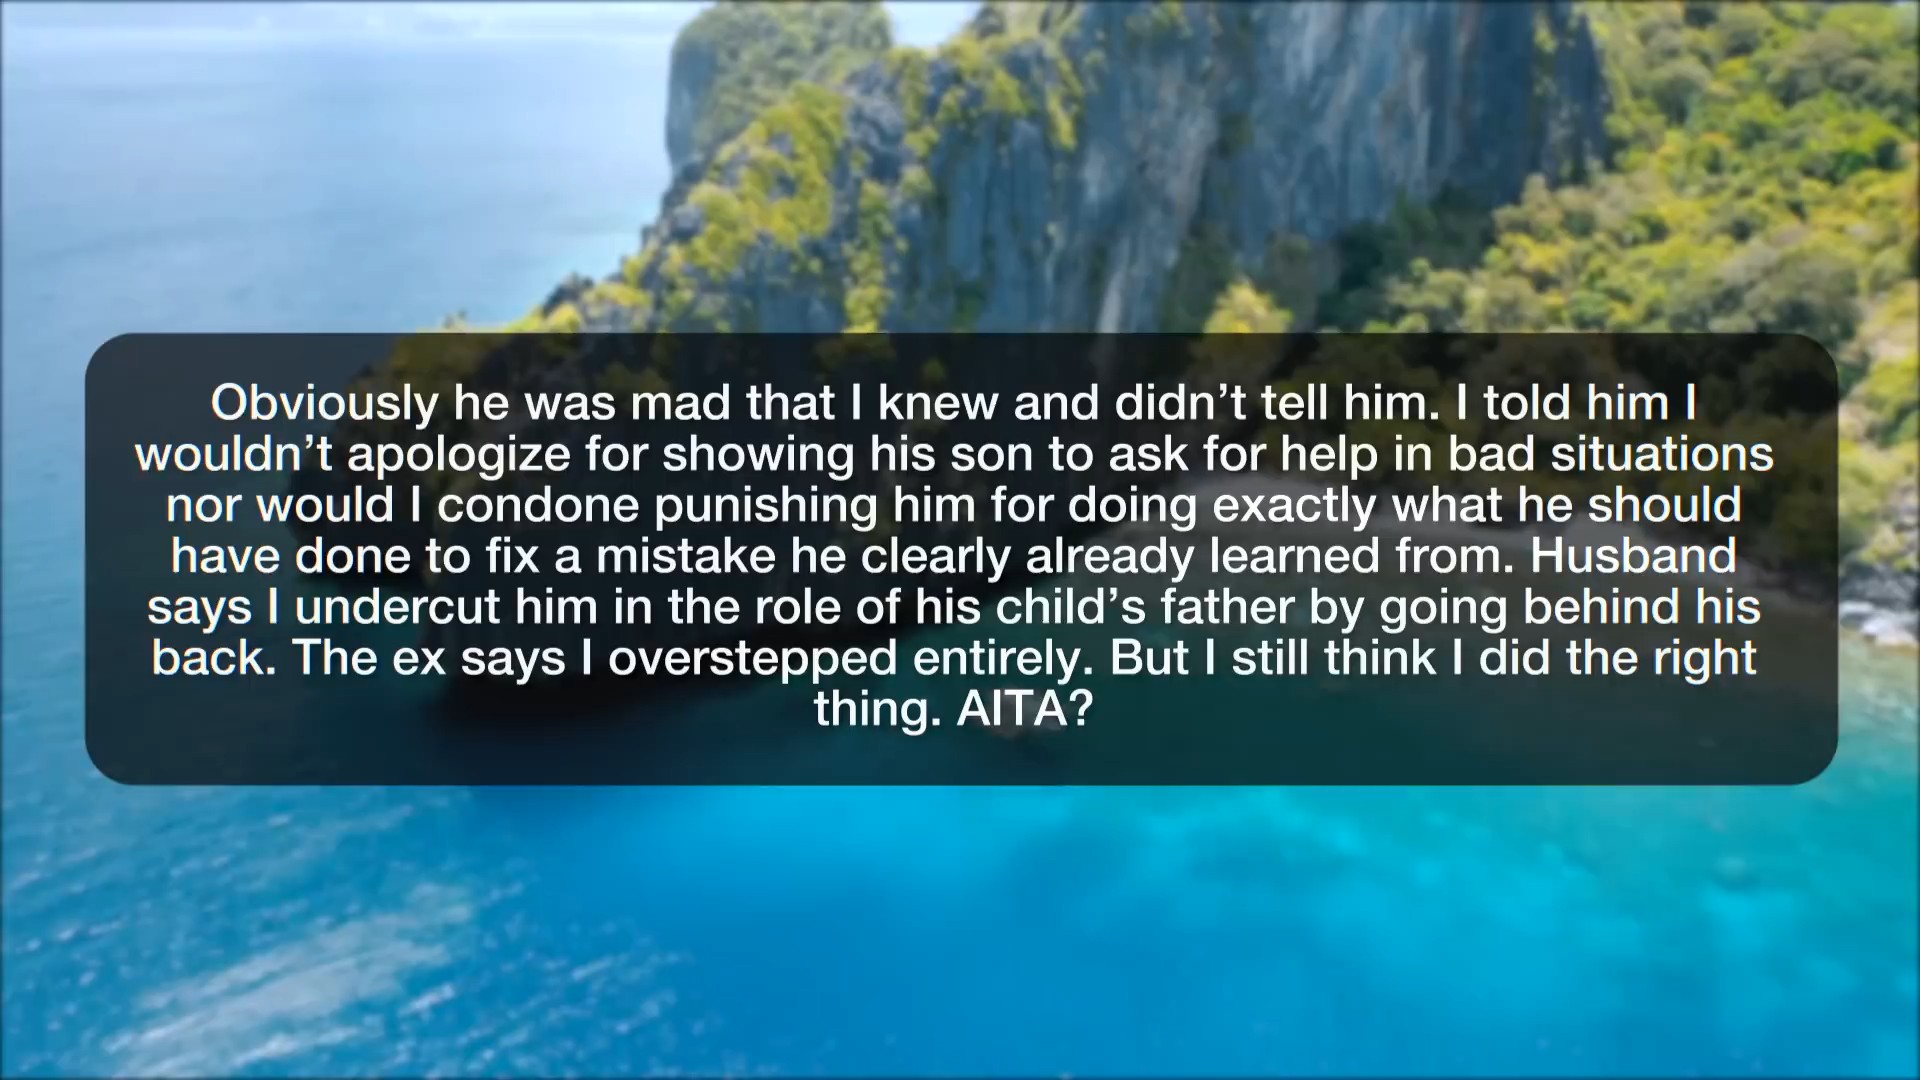 Obviously he was mad that I knew and didn’t tell him. I told him I
wouldn’t apologize for showing his son to ask for help in bad situations
nor would I condone punishing him for doing exactly what he should
have done to fix a mistake he clearly already learned from. Husband
says I undercut him in the role of his child’s father by going behind his
back. The ex says I overstepped entirely. But I still think I did the right
thing. AITA?